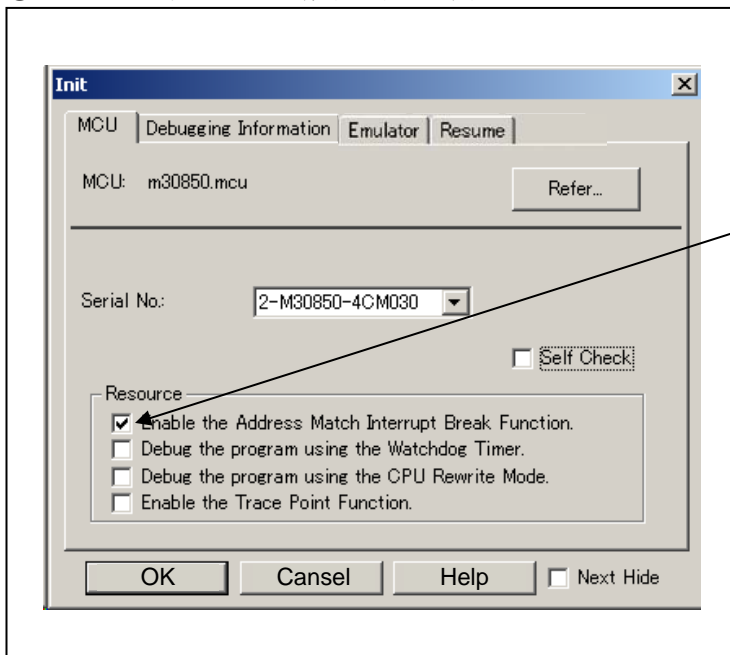 Init
MCU Debugging Information Emulator Resume
MCU: m30850.mcu Refer...
Serial No.: 2-M30850-4CM030
Self Check
Resource
Enable the Address Match Interrupt Break Function.
Debug the program using the Watchdog Timer.
Debug the program using the CPU Rewrite Mode.
Enable the Trace Point Function.
OK Cansel Help Next Hide